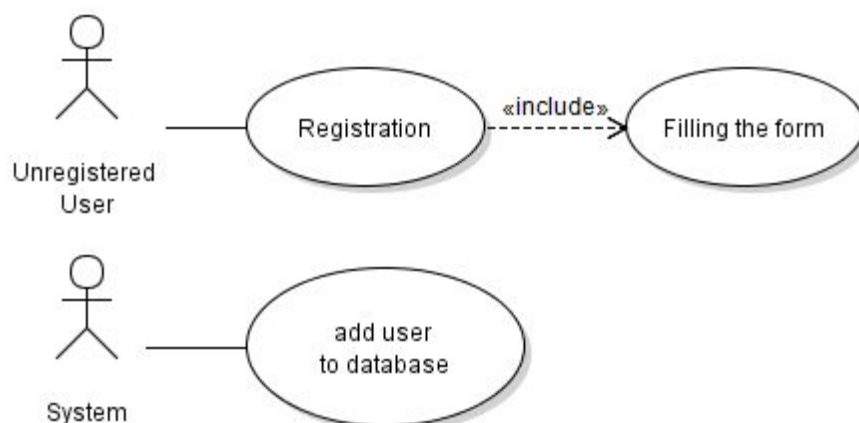 «include»
Registration
Filling the form
Unregistered
User
add user
to database
System